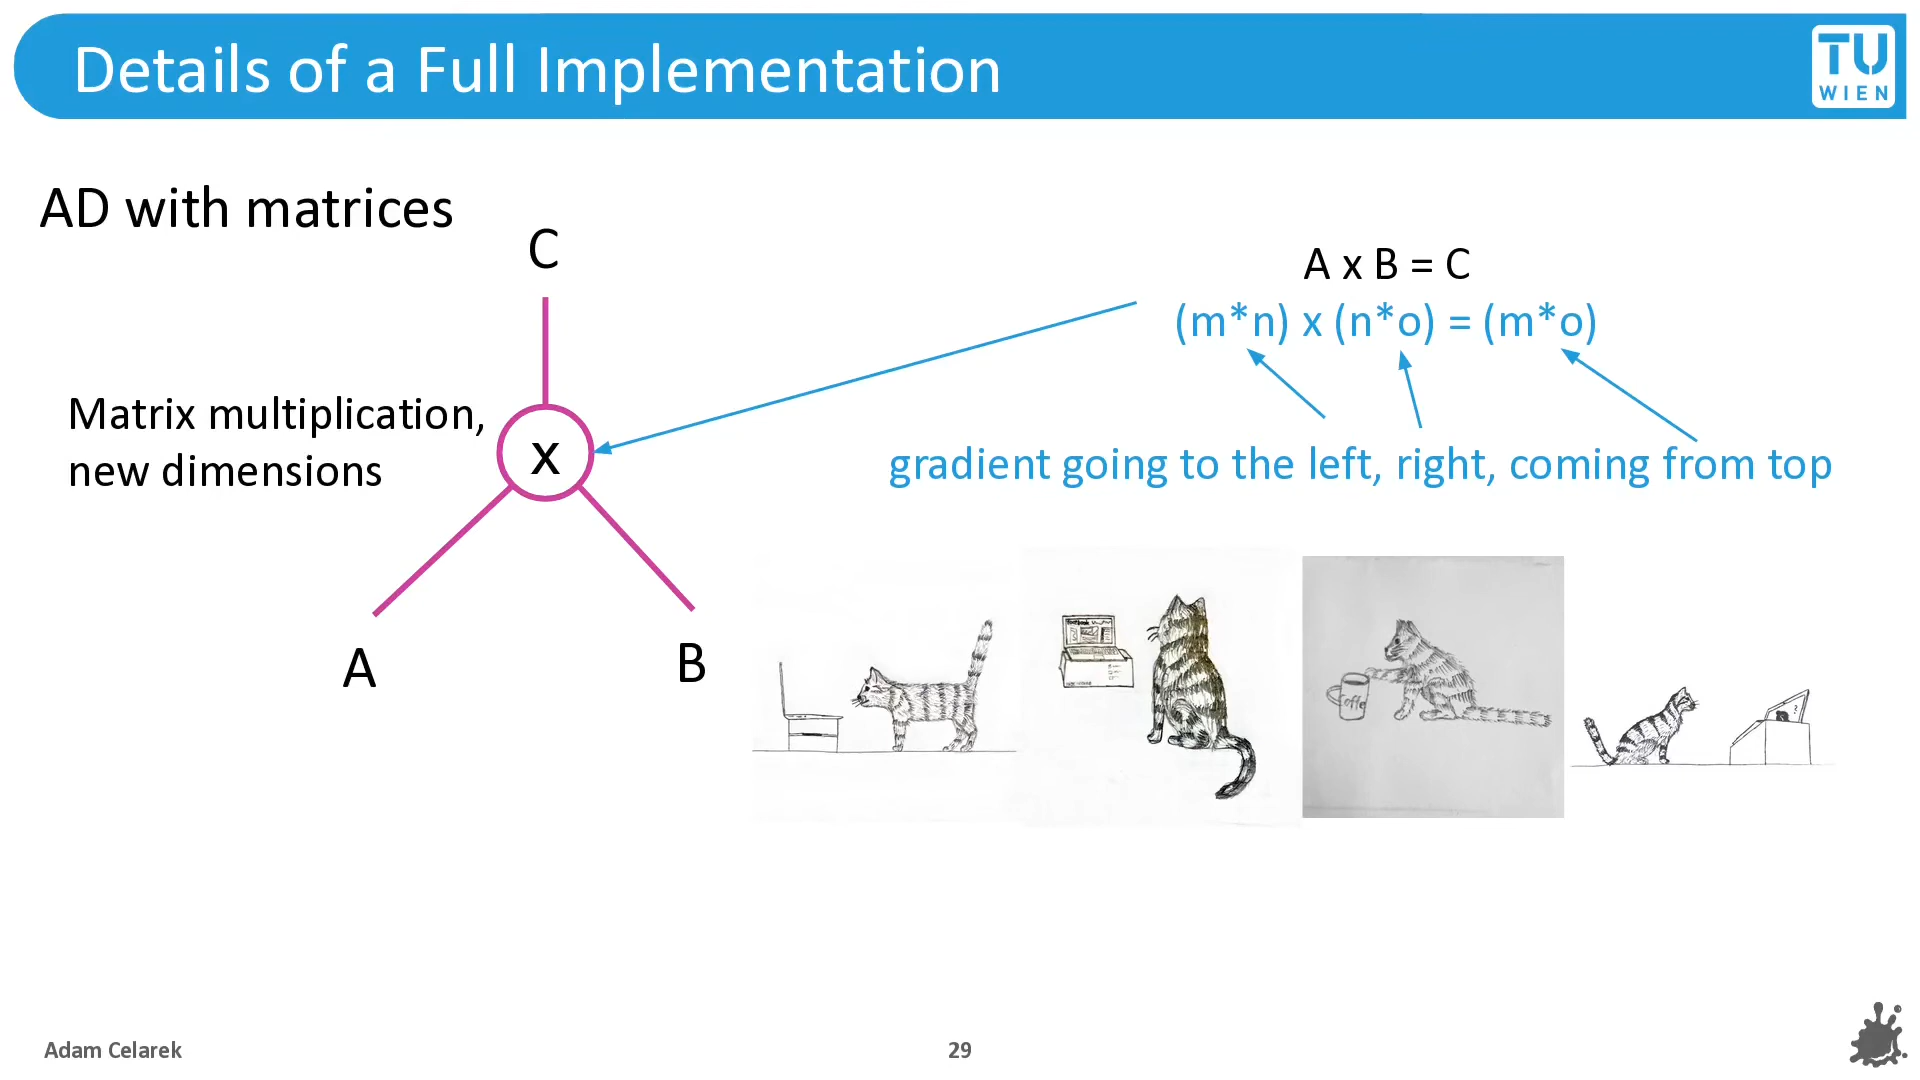 Details of a Full Implementation
TU
WIEN
AD with matrices
C
A x B = C
(m*n) x (n*o) = (m*o)
Matrix multiplication,
new dimensions
x
gradient going to the left, right, coming from top
A
B
Adam Celarek
29